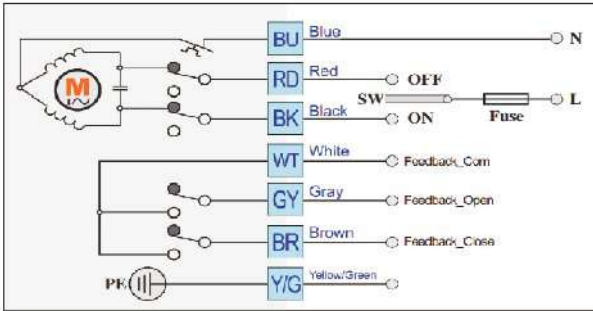 BU Blue N
RD Red OFF
M SW Fuse L
BK Black ON
WT White Feedback_Com
GY Gray Feedback_Open
BR Brown Feedback_Close
PE Y/G Yellow/Green